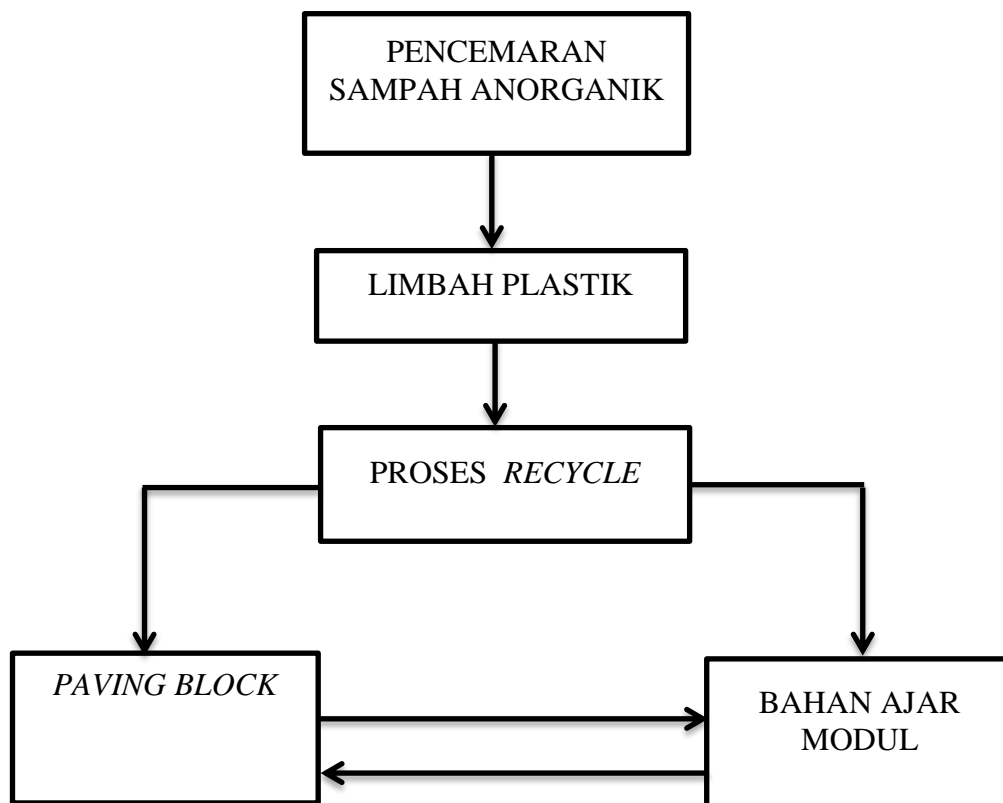 PENCEMARAN
SAMPAH ANORGANIK
LIMBAH PLASTIK
PROSES RECYCLE
PAVING BLOCK
BAHAN AJAR
MODUL